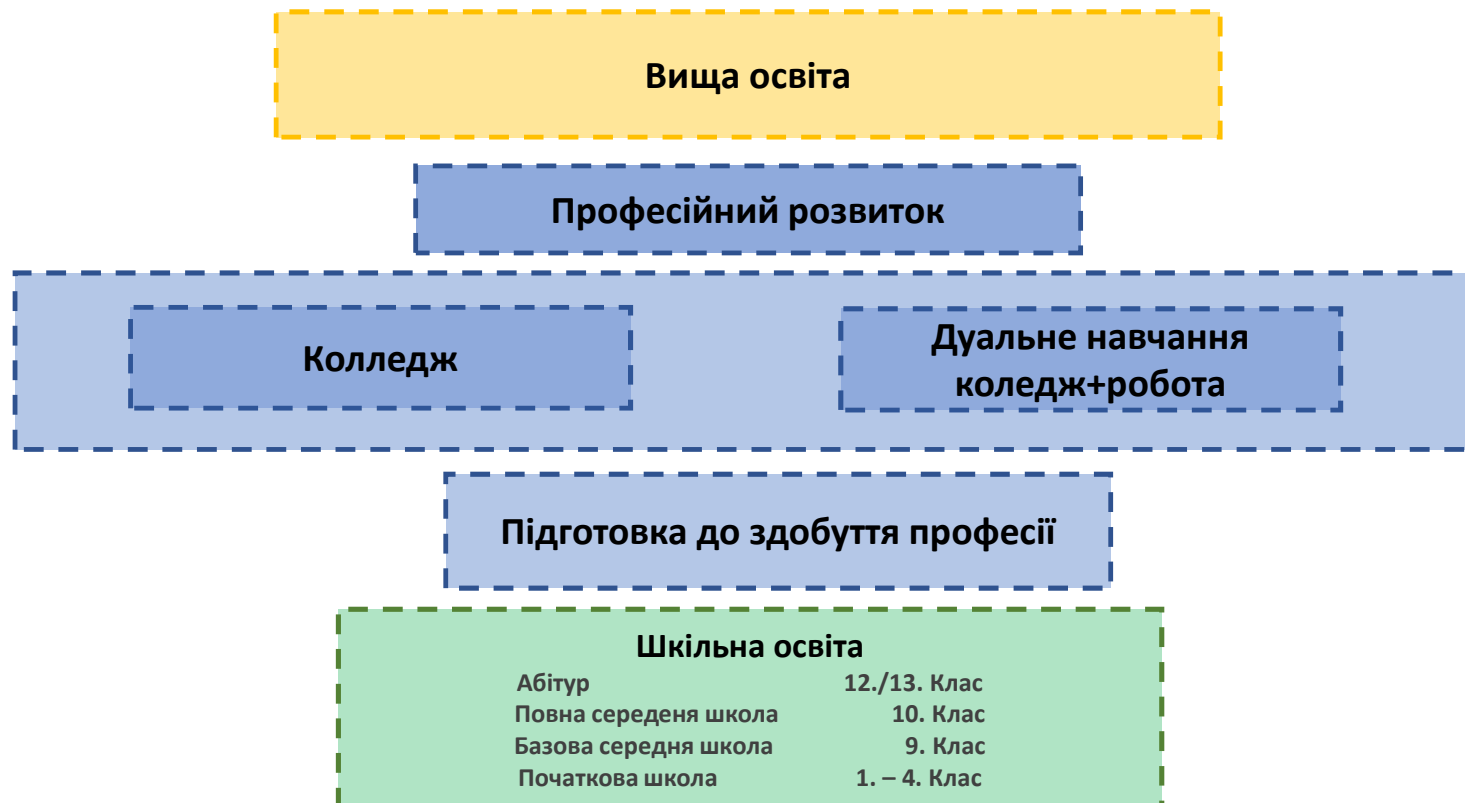 Вища освіта
Професійний розвиток
Колледж
Дуальне навчання
коледж+робота
Підготовка до здобуття професії
Шкільна освіта
Абітур 12./13. Клас
Повна середеня школа 10. Клас
Базова середня школа 9. Клас
Початкова школа 1. – 4. Клас